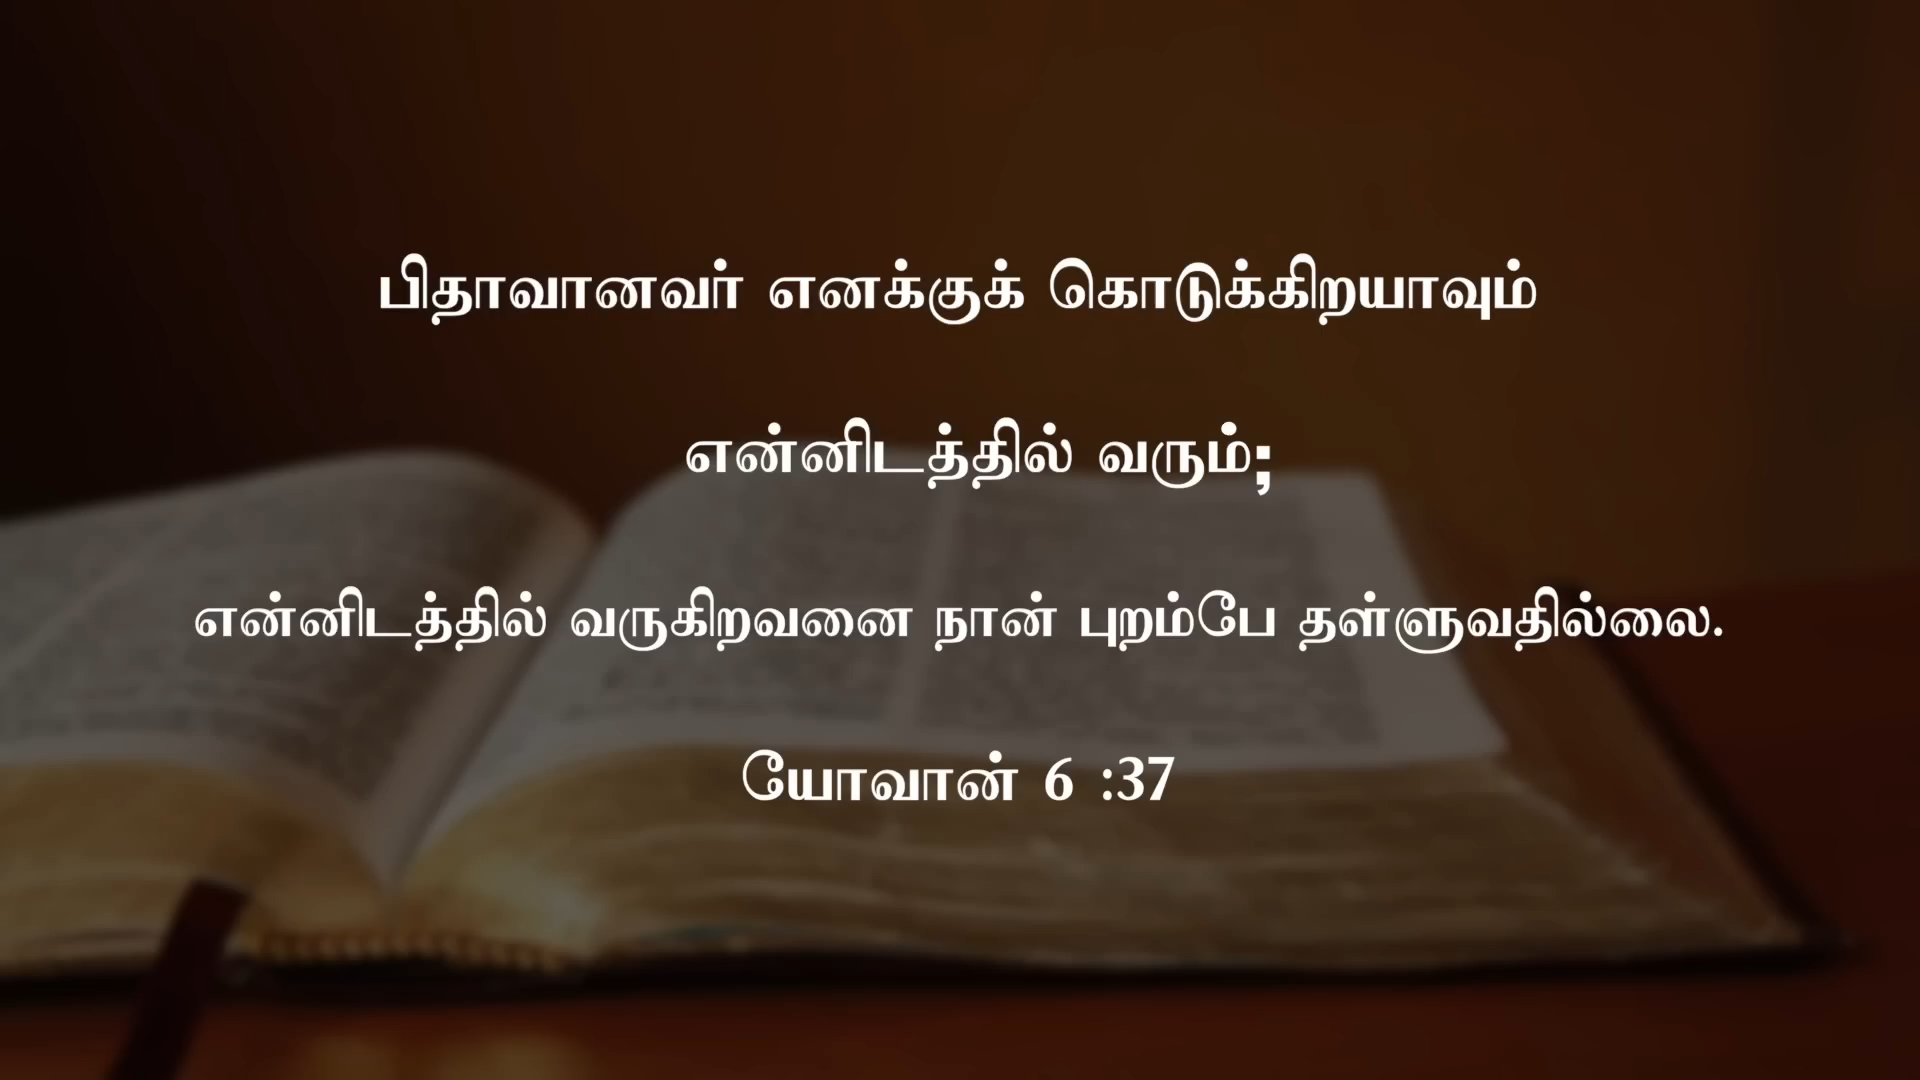 பிதாவானவர் எனக்குக் கொடுக்கிறயாவும்
என்னிடத்தில் வரும்;
என்னிடத்தில் வருகிறவனை நான் புறம்பே தள்ளுவதில்லை.
யோவான் 6 :37